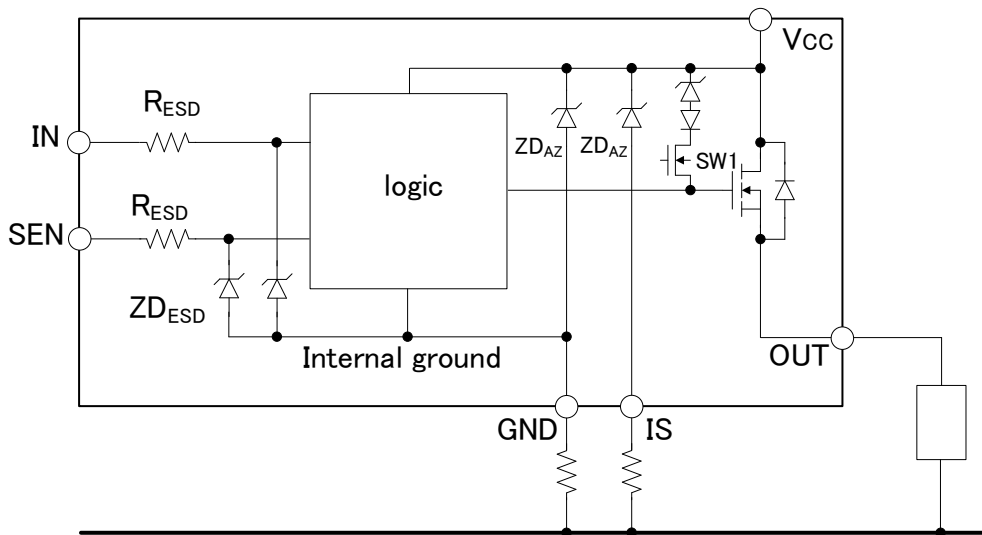 VCC
RESD
IN
ZDAZ ZDAZ
SW1
logic
RESD
SEN
ZDESD
Internal ground
OUT
GND
IS